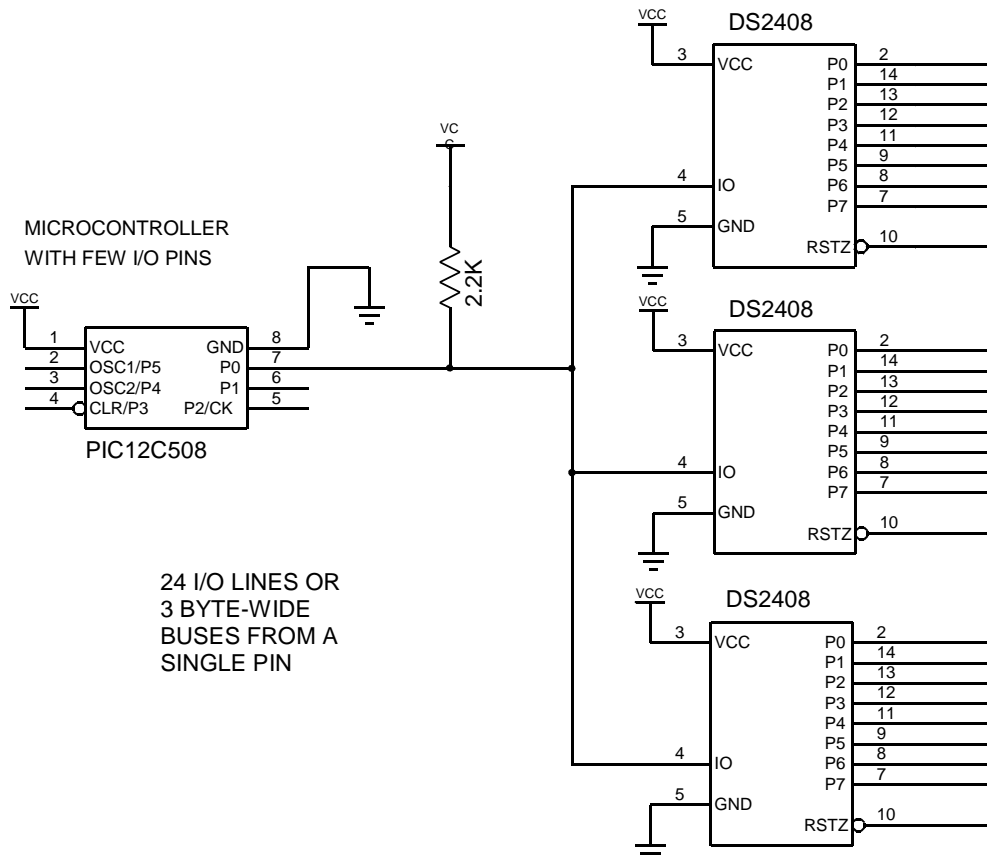 MICROCONTROLLER
WITH FEW I/O PINS
VCC
1
2
3
4
VCC
OSC1/P5
OSC2/P4
CLR/P3
GND
P0
P1
P2/CK
8
7
6
5
PIC12C508
VC
C
2.2K
24 I/O LINES OR
3 BYTE-WIDE
BUSES FROM A
SINGLE PIN
VCC
DS2408
3
4
5
VCC
IO
GND
P0
P1
P2
P3
P4
P5
P6
P7
RSTZ
2
14
13
12
11
9
8
7
10
VCC
DS2408
3
4
5
VCC
IO
GND
P0
P1
P2
P3
P4
P5
P6
P7
RSTZ
2
14
13
12
11
9
8
7
10
VCC
DS2408
3
4
5
VCC
IO
GND
P0
P1
P2
P3
P4
P5
P6
P7
RSTZ
2
14
13
12
11
9
8
7
10